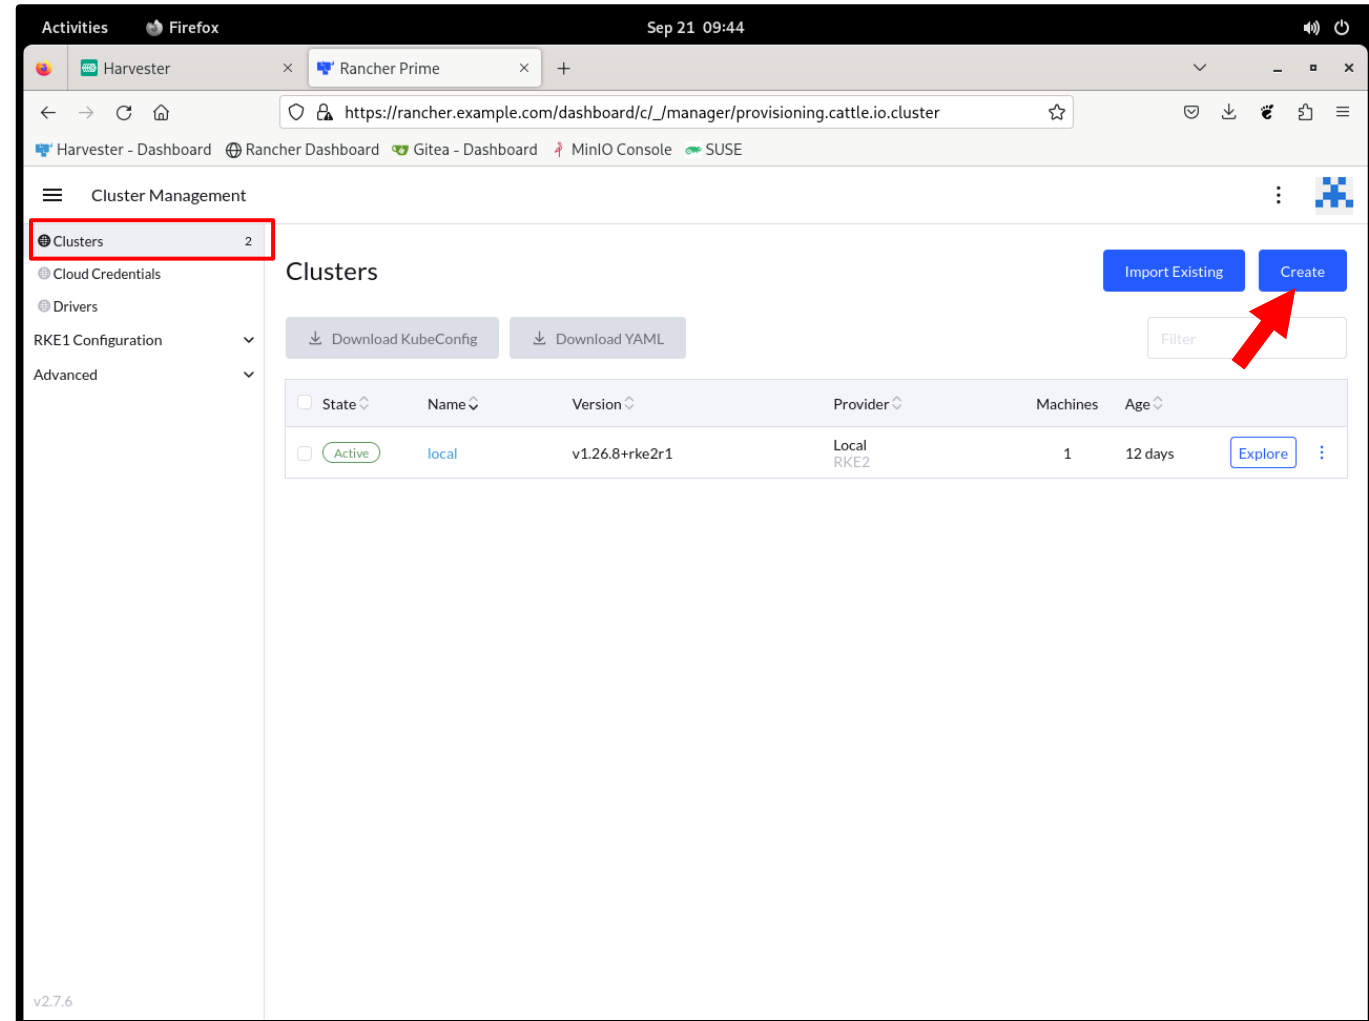 Activities Firefox Sep 21 09:44
Harvester Rancher Prime
https://rancher.example.com/dashboard/c/_/manager/provisioning.cattle.io.cluster
Harvester - Dashboard Rancher Dashboard Gitea - Dashboard MinIO Console SUSE
Cluster Management
Clusters 2
Cloud Credentials
Drivers
RKE1 Configuration
Advanced
Clusters Import Existing Create
Download KubeConfig Download YAML Filter
State Name Version Provider Machines Age
Active local v1.26.8+rke2r1 Local 1 12 days Explore
RKE2
v2.7.6